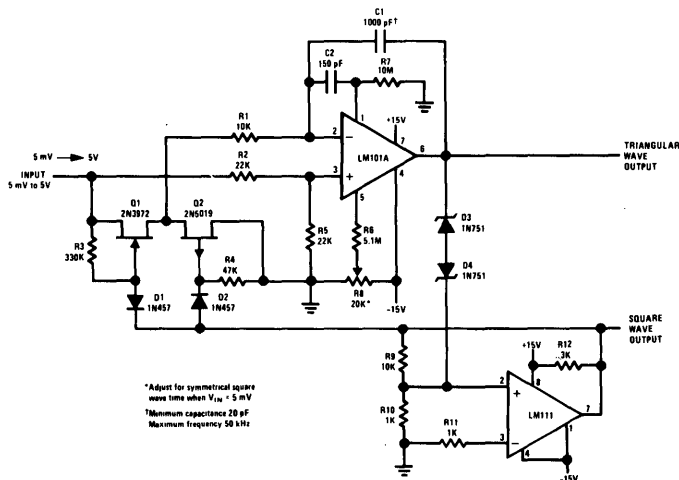 C1
1000 pF†
C2
150 pF
R7
10M
R1
10K
1
+15V
2
−
7
5 mV → 5V
LM101A
6
TRIANGULAR
WAVE
OUTPUT
INPUT
5 mV to 5V
R2
22K
3
+
4
5
Q1
2N3972
Q2
2N5019
D3
1N751
R3
330K
R5
22K
R6
5.1M
R4
47K
D4
1N751
D1
1N457
D2
1N457
R8
20K*
-15V
SQUARE
WAVE
OUTPUT
R9
10K
+15V
R12
.3K
8
*Adjust for symmetrical square
wave time when VIN = 5 mV
†Minimum capacitance 20 pF
Maximum frequency 50 kHz
2
+
R10
1K
R11
1K
LM111
7
3
−
1
4
-15V